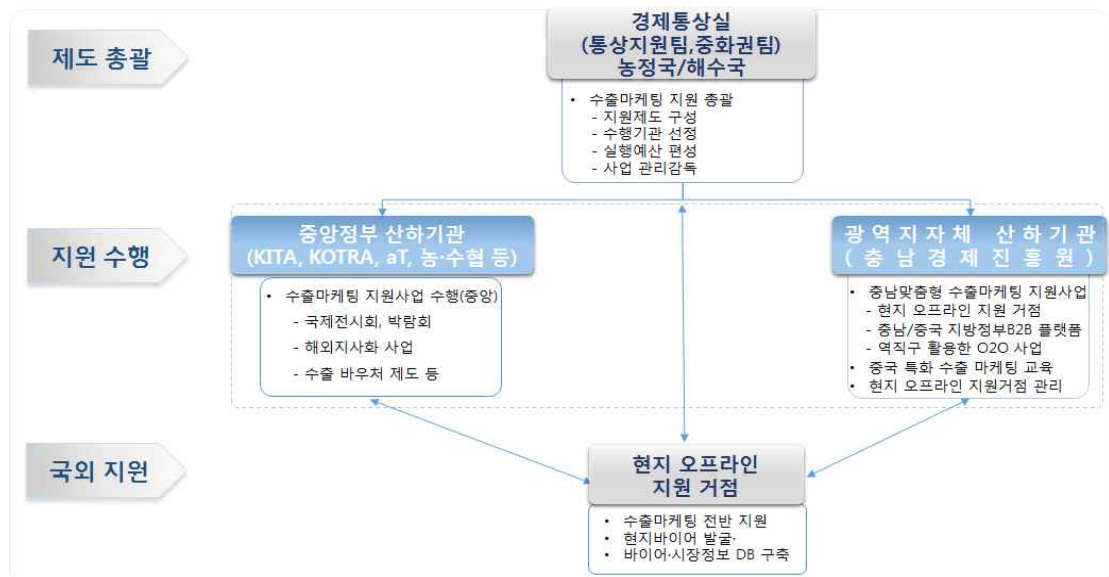 제도 총괄
경제통상실
(통상지원팀,중화권팀)
농정국/해수국
• 수출마케팅 지원 총괄
- 지원제도 구성
- 수행기관 선정
- 실행예산 편성
- 사업 관리감독
지원 수행
중앙정부 산하기관
(KITA, KOTRA, aT, 농·수협 등)
• 수출마케팅 지원사업 수행(중앙)
- 국제전시회, 박람회
- 해외지사화 사업
- 수출 바우처 제도 등
광역지자체 산하기관
(충남경제진흥원)
• 충남맞춤형 수출마케팅 지원사업
- 현지 오프라인 지원 거점
- 충남/중국 지방정부B2B 플랫폼
- 역직구 활용한 O2O 사업
• 중국 특화 수출 마케팅 교육
• 현지 오프라인 지원거점 관리
국외 지원
현지 오프라인
지원 거점
• 수출마케팅 전반 지원
• 현지바이어 발굴·
• 바이어·시장정보 DB 구축